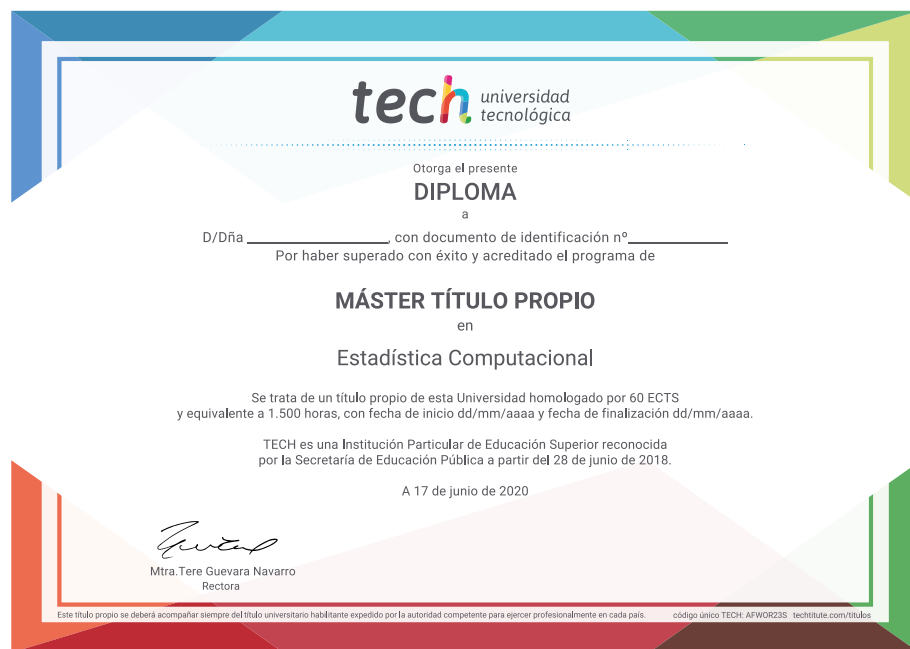 tech universidad
tecnológica
Otorga el presente
DIPLOMA
a
D/Dña ____________________, con documento de identificación nº______________
Por haber superado con éxito y acreditado el programa de
MÁSTER TÍTULO PROPIO
en
Estadística Computacional
Se trata de un título propio de esta Universidad homologado por 60 ECTS
y equivalente a 1.500 horas, con fecha de inicio dd/mm/aaaa y fecha de finalización dd/mm/aaaa.
TECH es una Institución Particular de Educación Superior reconocida
por la Secretaría de Educación Pública a partir del 28 de junio de 2018.
A 17 de junio de 2020
Mtra.Tere Guevara Navarro
Rectora
Este título propio se deberá acompañar siempre del título universitario habilitante expedido por la autoridad competente para ejercer profesionalmente en cada país. código único TECH: AFWOR23S techtitute.com/titulos